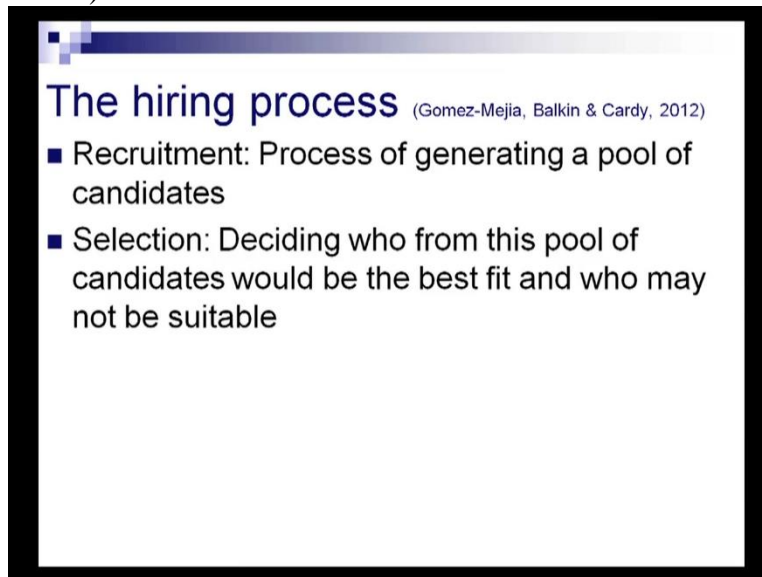 The hiring process (Gomez-Mejia, Balkin & Cardy, 2012)
Recruitment: Process of generating a pool of
candidates
Selection: Deciding who from this pool of
candidates would be the best fit and who may
not be suitable